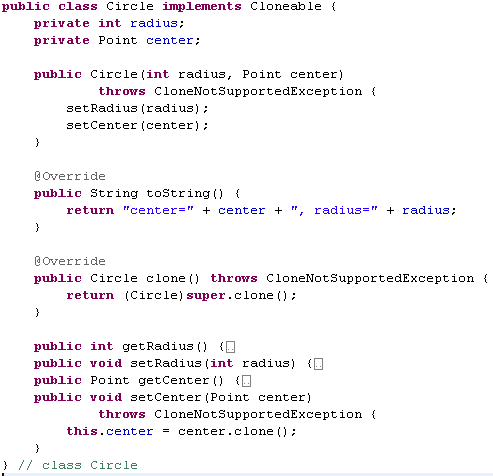 public class Circle implements Cloneable {
    private int radius;
    private Point center;

    public Circle(int radius, Point center)
            throws CloneNotSupportedException {
        setRadius(radius);
        setCenter(center);
    }

    @Override
    public String toString() {
        return "center=" + center + ", radius=" + radius;
    }

    @Override
    public Circle clone() throws CloneNotSupportedException {
        return (Circle)super.clone();
    }

    public int getRadius() {..
    public void setRadius(int radius) {..
    public Point getCenter() {..
    public void setCenter(Point center)
            throws CloneNotSupportedException {
        this.center = center.clone();
    }
} // class Circle